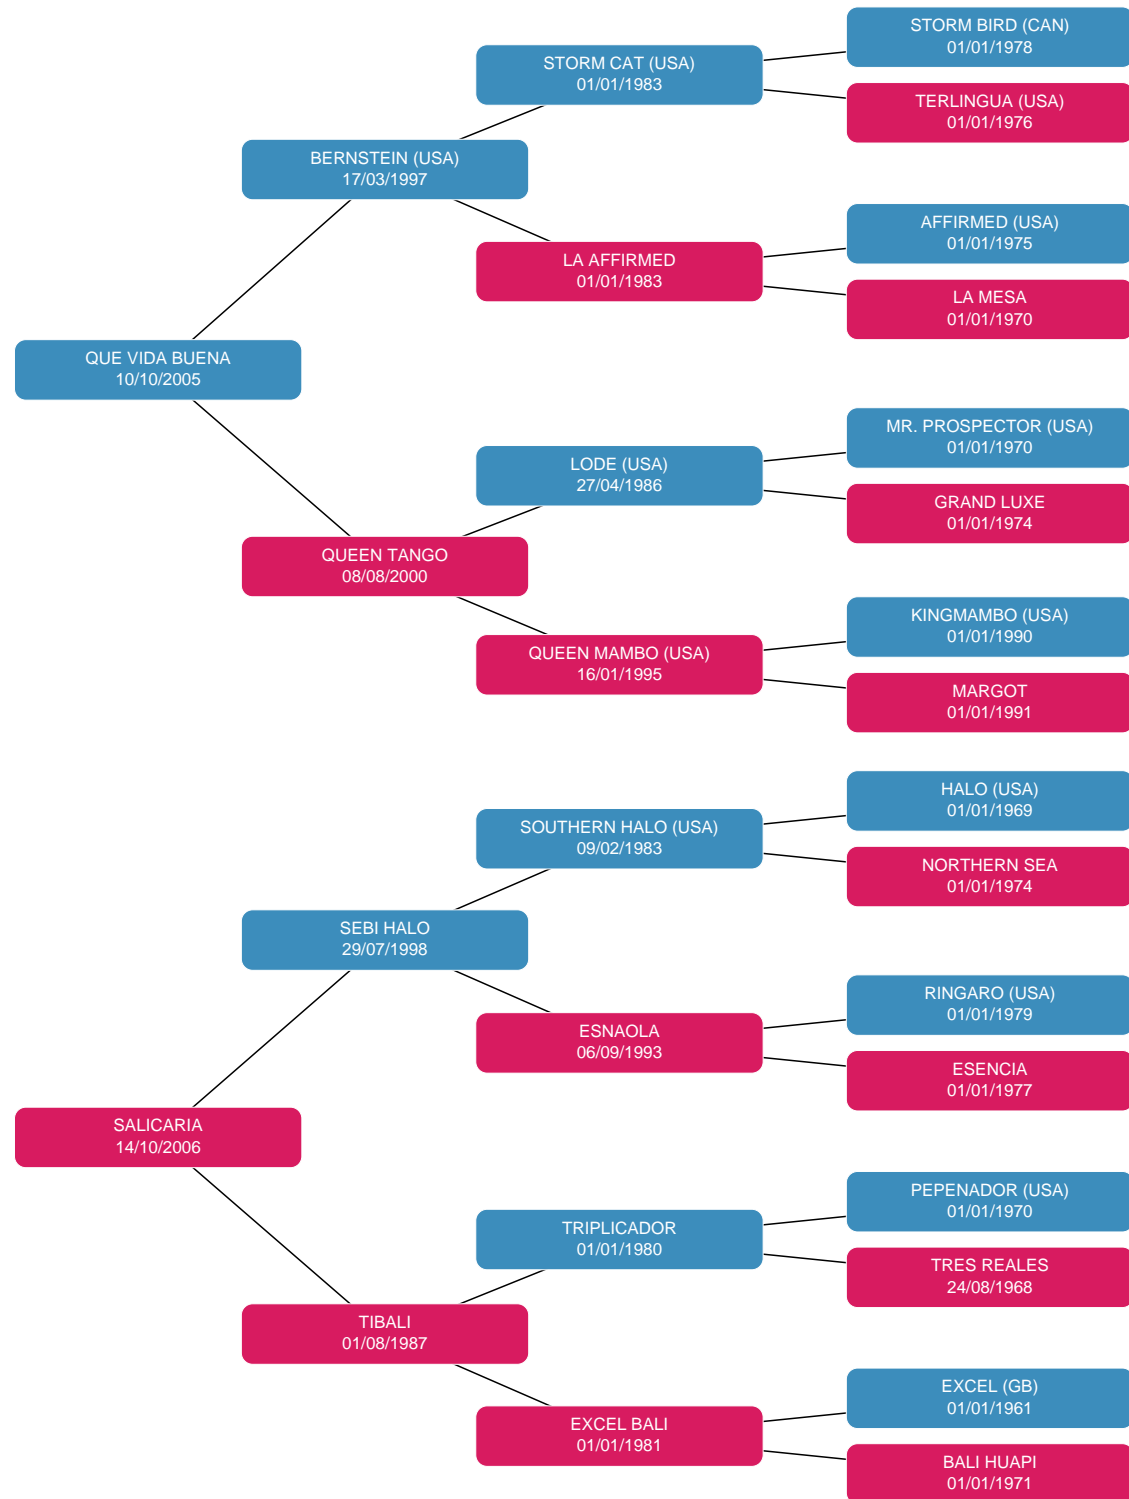 STORM BIRD (CAN)
01/01/1978
STORM CAT (USA)
01/01/1983
TERLINGUA (USA)
01/01/1976
BERNSTEIN (USA)
17/03/1997
AFFIRMED (USA)
01/01/1975
LA AFFIRMED
01/01/1983
LA MESA
01/01/1970
QUE VIDA BUENA
10/10/2005
MR. PROSPECTOR (USA)
01/01/1970
LODE (USA)
27/04/1986
GRAND LUXE
01/01/1974
QUEEN TANGO
08/08/2000
KINGMAMBO (USA)
01/01/1990
QUEEN MAMBO (USA)
16/01/1995
MARGOT
01/01/1991
HALO (USA)
01/01/1969
SOUTHERN HALO (USA)
09/02/1983
NORTHERN SEA
01/01/1974
SEBI HALO
29/07/1998
RINGARO (USA)
01/01/1979
ESNAOLA
06/09/1993
ESENCIA
01/01/1977
SALICARIA
14/10/2006
PEPENADOR (USA)
01/01/1970
TRIPLICADOR
01/01/1980
TRES REALES
24/08/1968
TIBALI
01/08/1987
EXCEL (GB)
01/01/1961
EXCEL BALI
01/01/1981
BALI HUAPI
01/01/1971